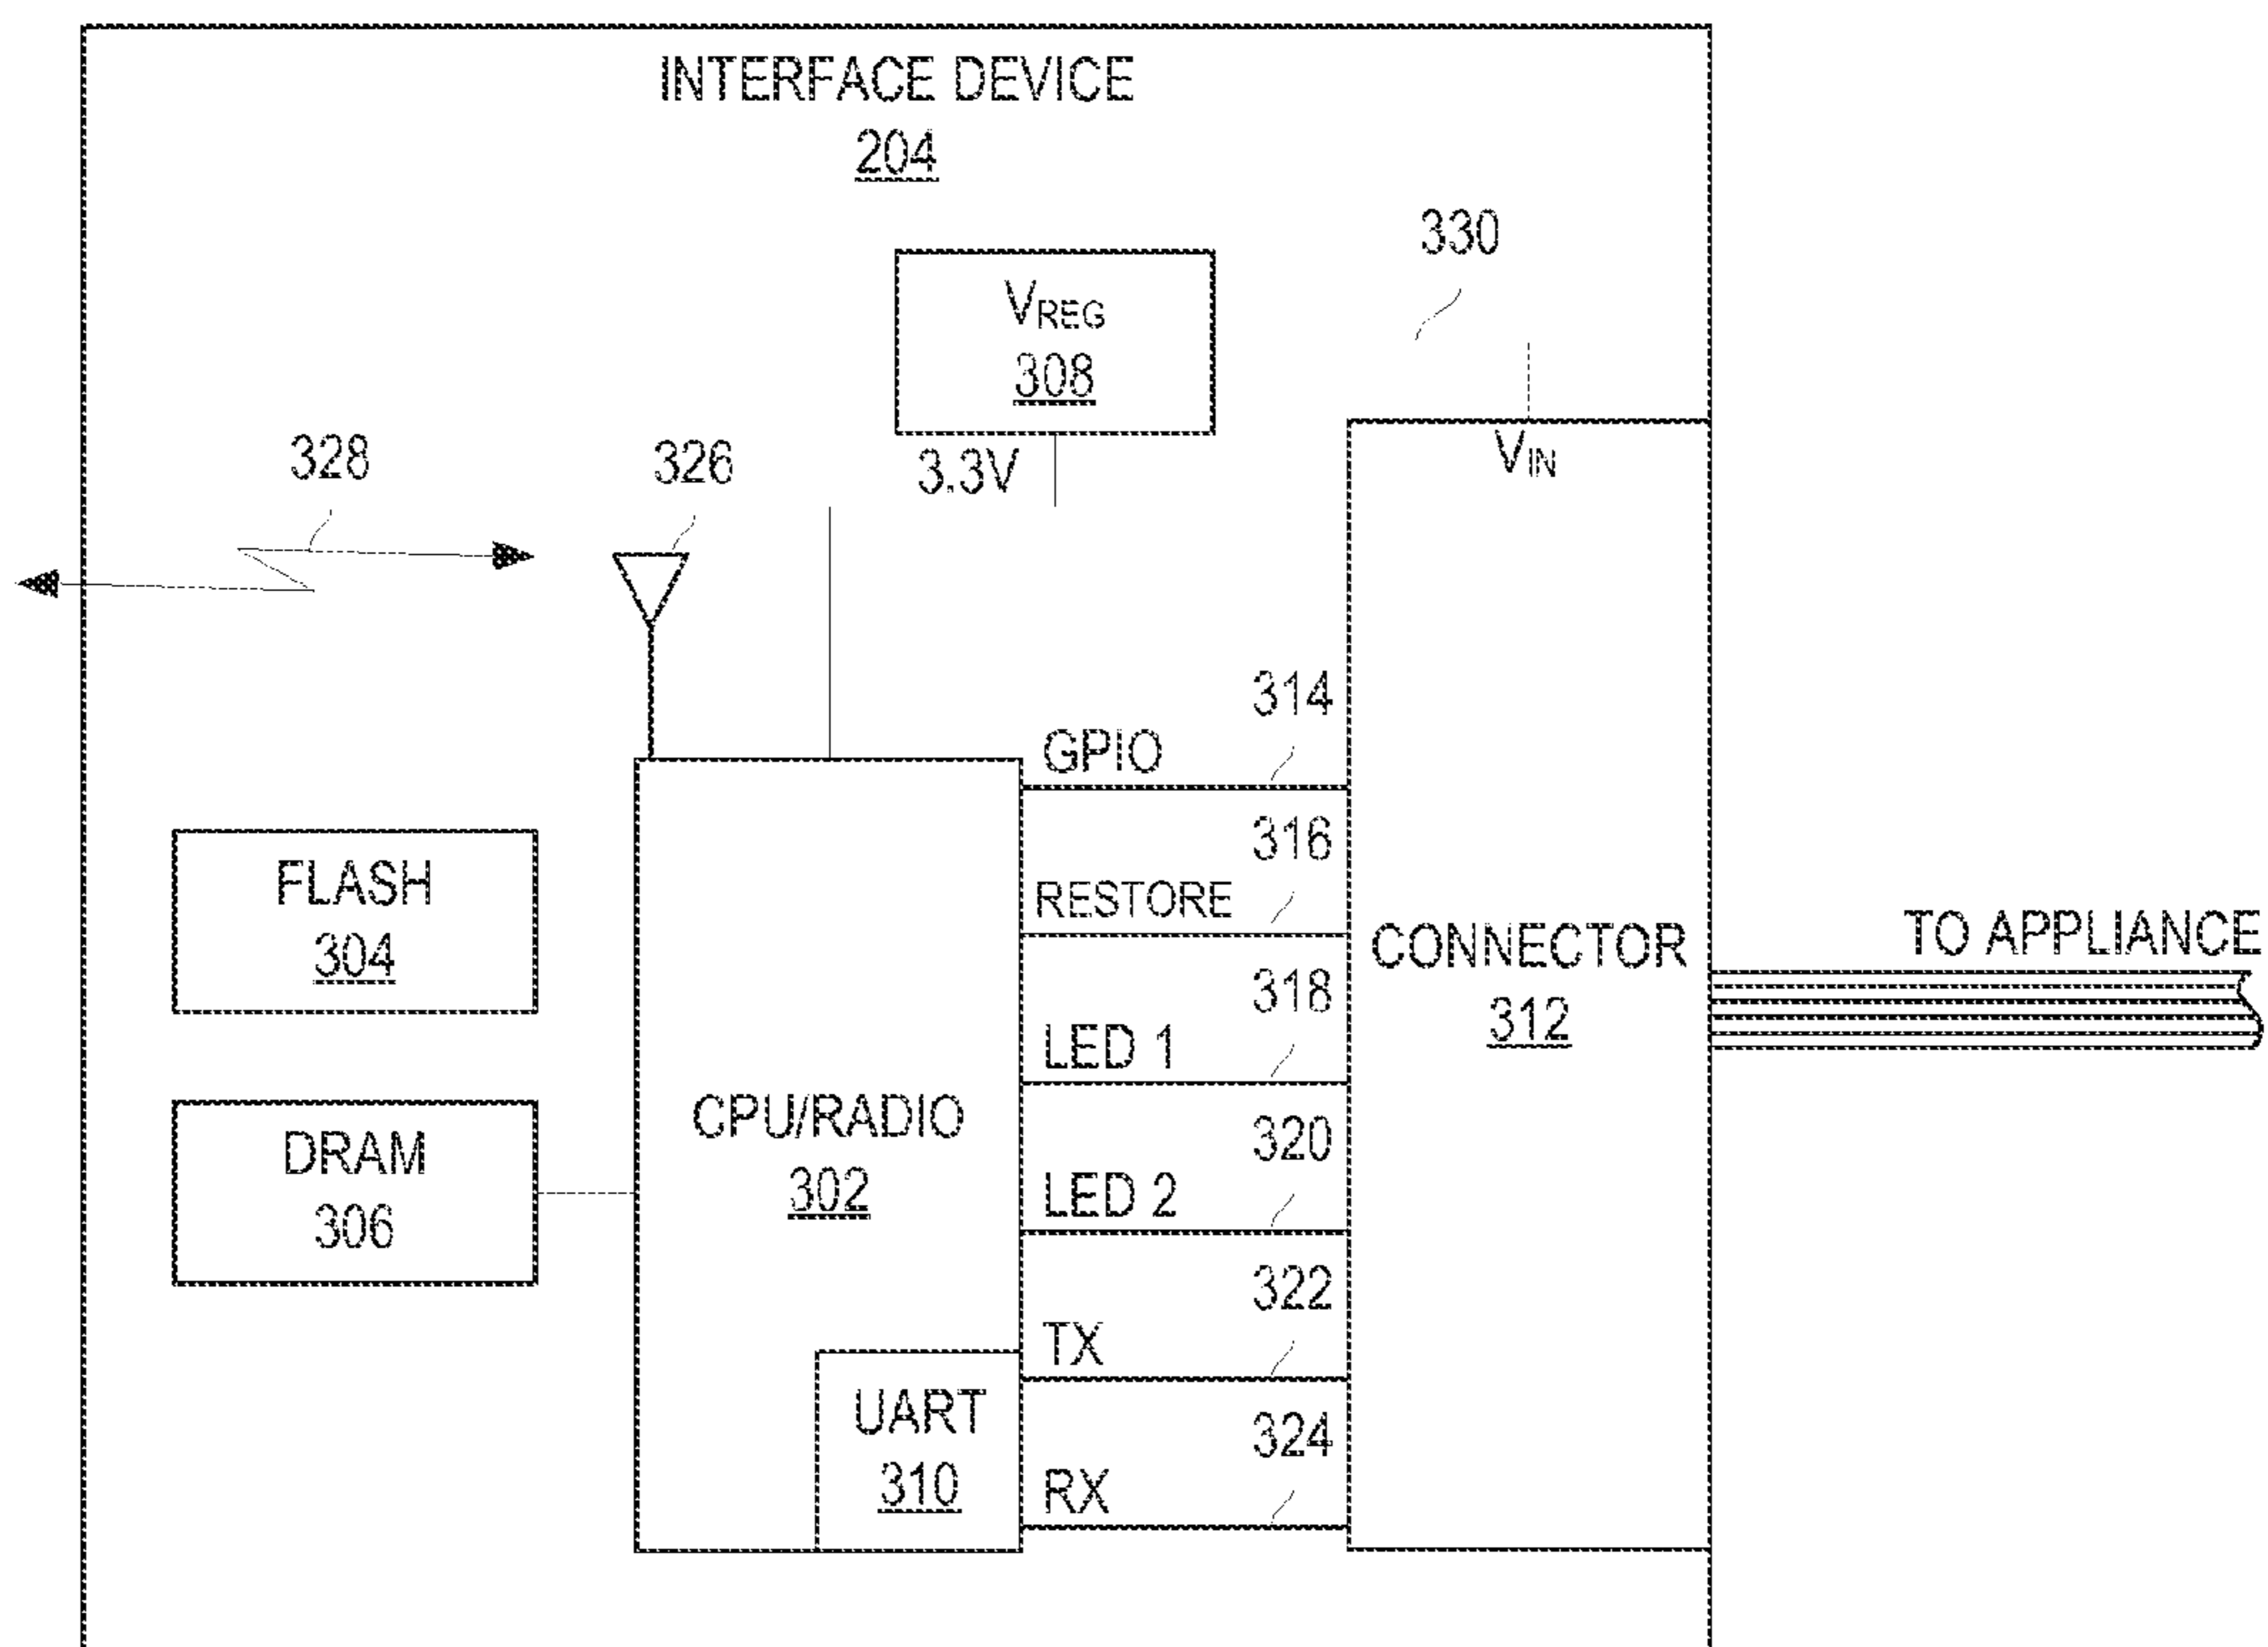 INTERFACE DEVICE
204
330
VREG
308
3.3V
VIN
328
326
314
GPIO
316
RESTORE
318
LED 1
320
LED 2
322
TX
324
RX
FLASH
304
DRAM
306
CPU/RADIO
302
UART
310
CONNECTOR
312
TO APPLIANCE